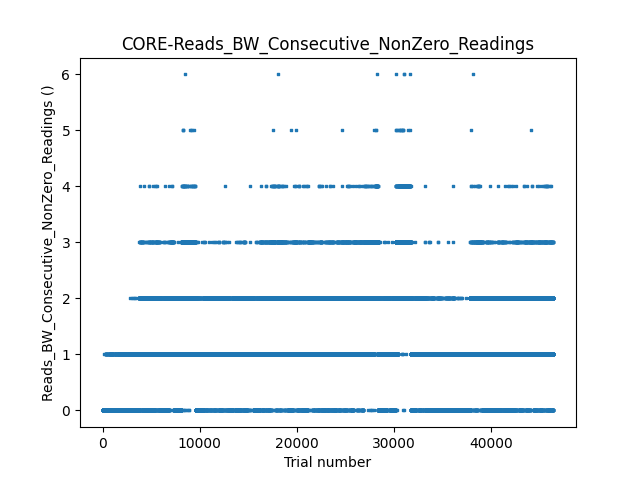 CORE-Reads_BW_Consecutive_NonZero_Readings
Reads_BW_Consecutive_NonZero_Readings ()
6
5
4
3
2
1
0
0 10000 20000 30000 40000
Trial number